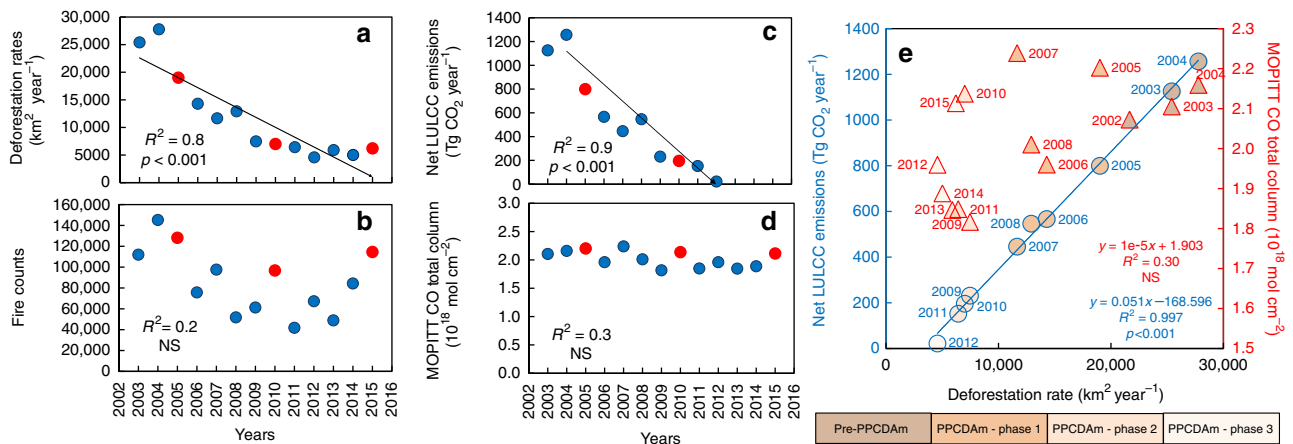 a
Deforestation rates
(km² year⁻¹)
30,000
25,000
20,000
15,000
10,000
5000
0
R² = 0.8
p < 0.001
b
Fire counts
160,000
140,000
120,000
100,000
80,000
60,000
40,000
20,000
0
R² = 0.2
NS
2002 2003 2004 2005 2006 2007 2008 2009 2010 2011 2012 2013 2014 2015 2016
Years
c
Net LULCC emissions
(Tg CO₂ year⁻¹)
1400
1200
1000
800
600
400
200
0
R² = 0.9
p < 0.001
d
MOPITT CO total column
(10¹⁸ mol cm⁻²)
3.0
2.5
2.0
1.5
1.0
0.5
0.0
R² = 0.3
NS
2002 2003 2004 2005 2006 2007 2008 2009 2010 2011 2012 2013 2014 2015 2016
Years
e
Net LULCC emissions (Tg CO₂ year⁻¹)
1400
1200
1000
800
600
400
200
0
2007
2005
2004
2004
2003
2003
2010
2015
2002
2008
2006
2012
2005
2014
2013
2011
2009
2008
2006
2007
2009
2010
2011
2012
y = 1e-5x + 1.903
R² = 0.30
NS
y = 0.051x−168.596
R² = 0.997
p<0.001
2.3
2.2
2.1
2.0
1.9
1.8
1.7
1.6
1.5
MOPITT CO total column (10¹⁸ mol cm⁻²)
0 10,000 20,000 30,000
Deforestation rate (km² year⁻¹)
Pre-PPCDAm PPCDAm - phase 1 PPCDAm - phase 2 PPCDAm - phase 3